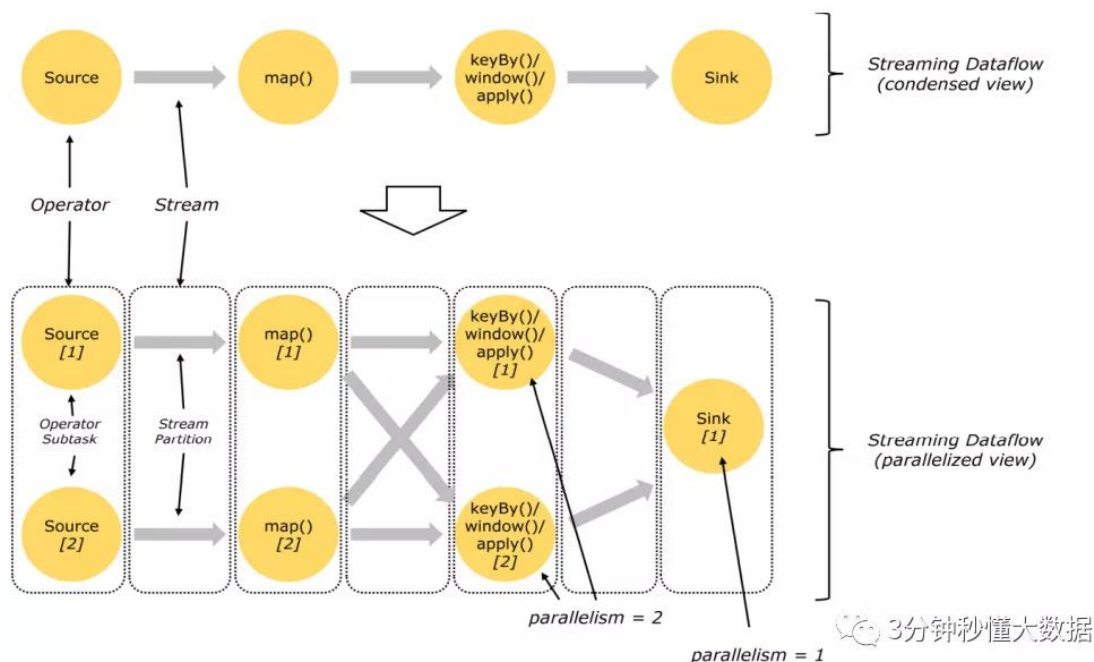 Source
map()
keyBy()/
window()/
apply()
Sink
Streaming Dataflow
(condensed view)
Operator
Stream
Source
[1]
map()
[1]
keyBy()/
window()/
apply()
[1]
Operator
Subtask
Stream
Partition
Sink
[1]
Streaming Dataflow
(parallelized view)
Source
[2]
map()
[2]
keyBy()/
window()/
apply()
[2]
parallelism = 2
3分钟秒懂大数据
parallelism = 1